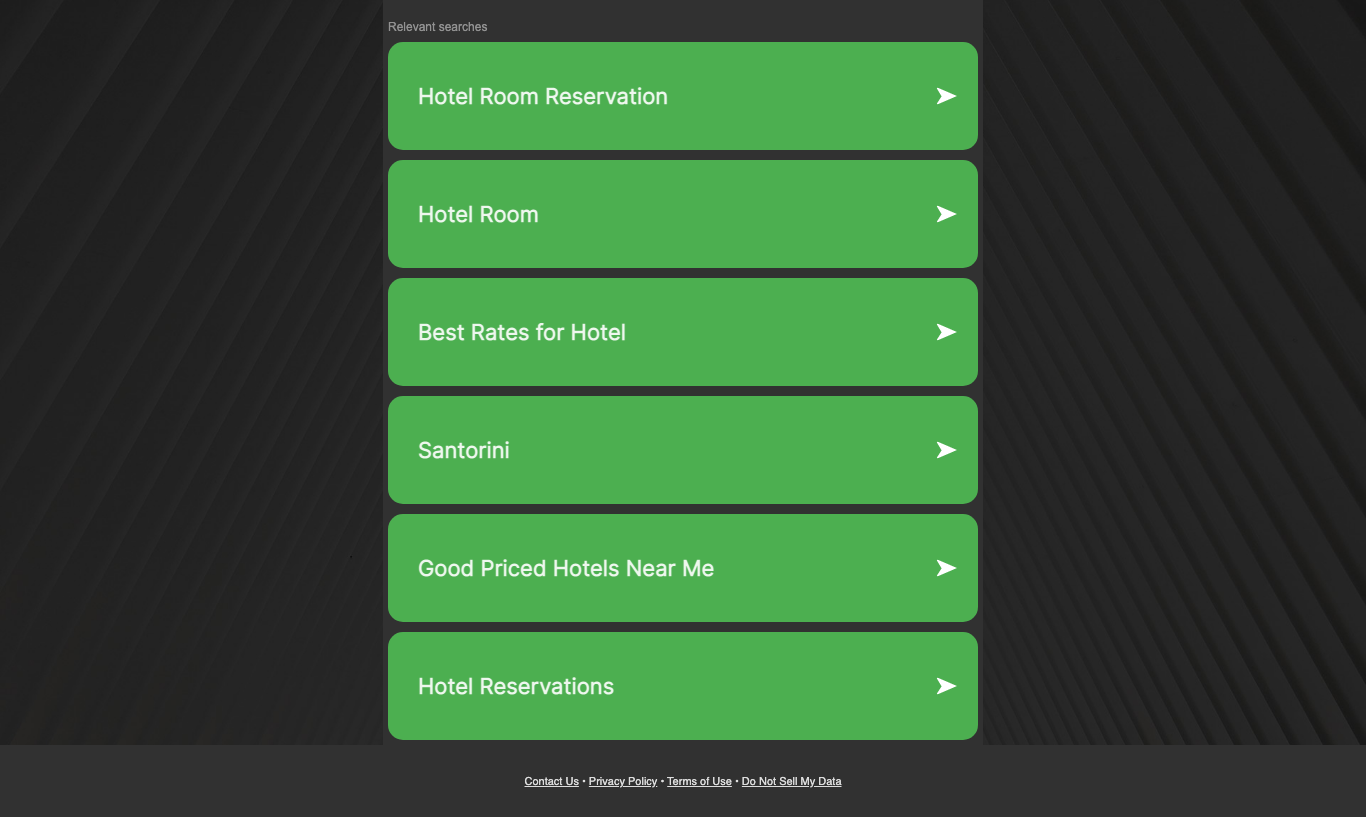 Relevant searches
Hotel Room Reservation
Hotel Room
Best Rates for Hotel
Santorini
Good Priced Hotels Near Me
Hotel Reservations
Contact Us • Privacy Policy • Terms of Use • Do Not Sell My Data